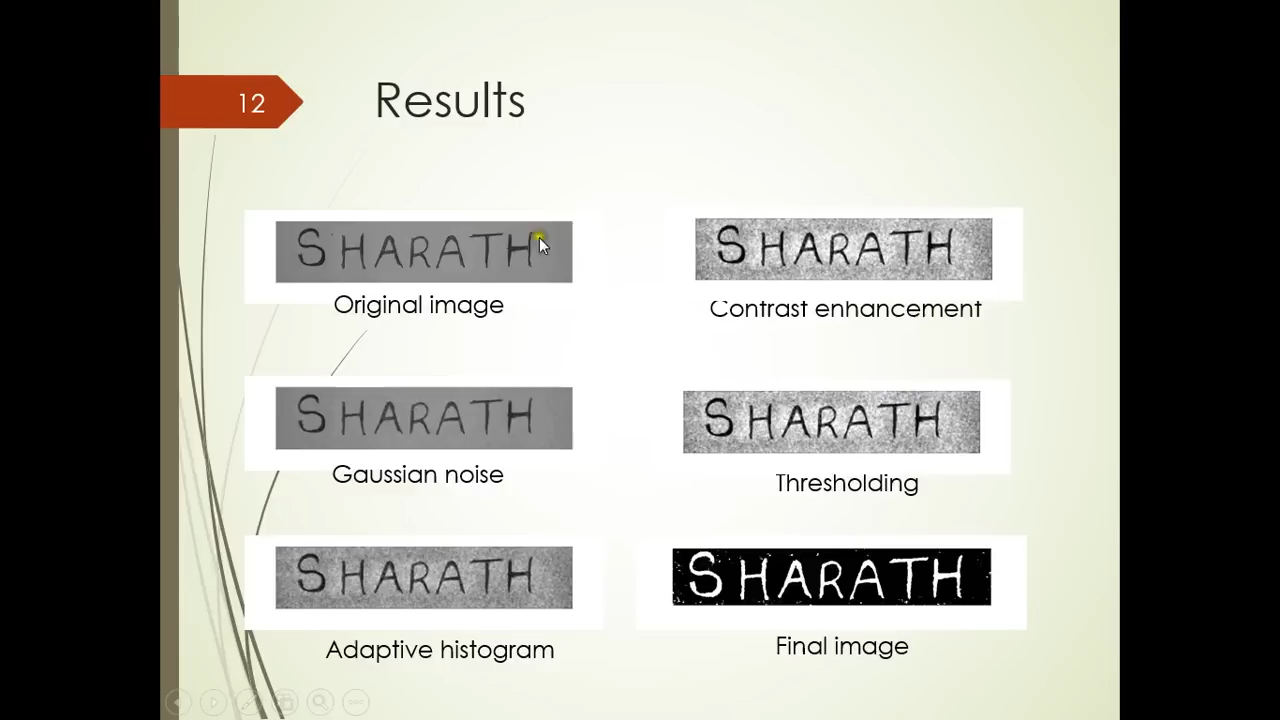 12
Results
SHARATH
Original image
SHARATH
Contrast enhancement
SHARATH
Gaussian noise
SHARATH
Thresholding
SHARATH
Adaptive histogram
SHARATH
Final image